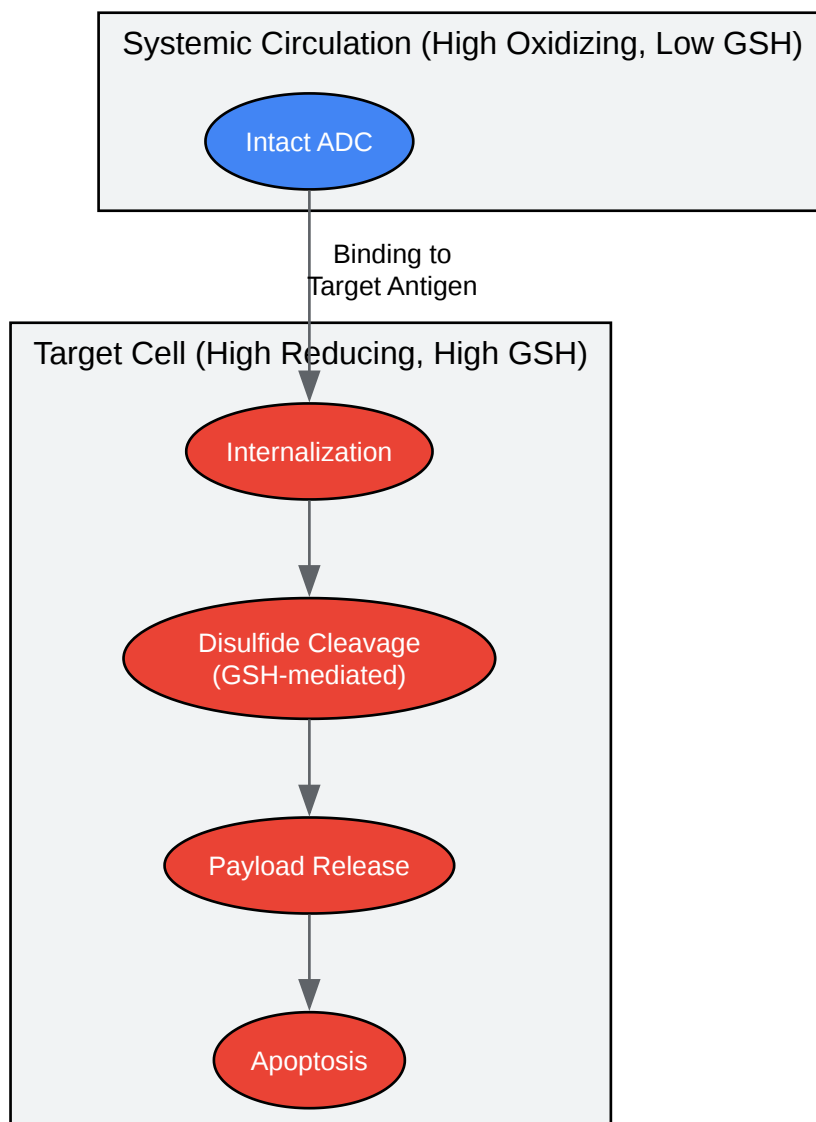 Systemic Circulation (High Oxidizing, Low GSH)
Intact ADC
Binding to
Target Antigen
Target Cell (High Reducing, High GSH)
Internalization
Disulfide Cleavage
(GSH-mediated)
Payload Release
Apoptosis